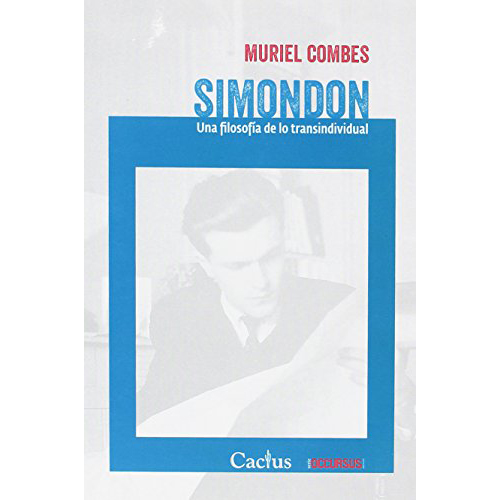 MURIEL COMBES
SIMONDON
Una filosofía de lo transindividual
Cactus
OCCURSUS